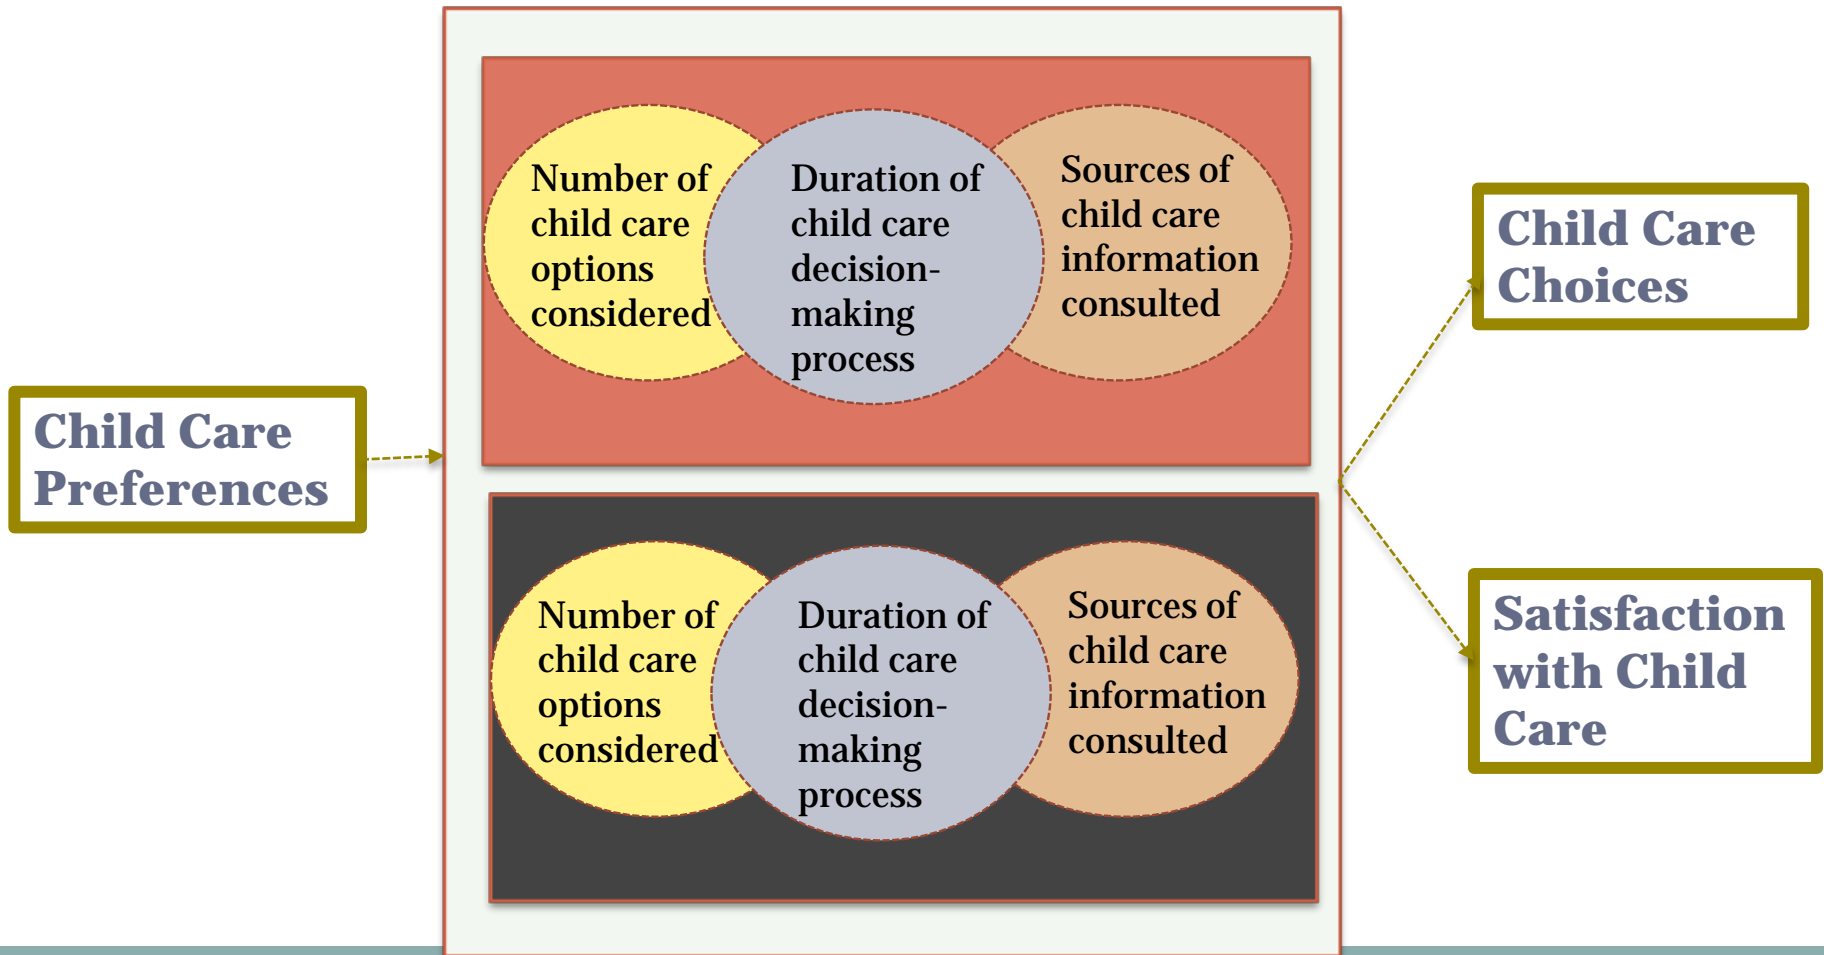 Child Care
Preferences
Number of
child care
options
considered
Duration of
child care
decision-
making
process
Sources of
child care
information
consulted
Number of
child care
options
considered
Duration of
child care
decision-
making
process
Sources of
child care
information
consulted
Child Care
Choices
Satisfaction
with Child
Care